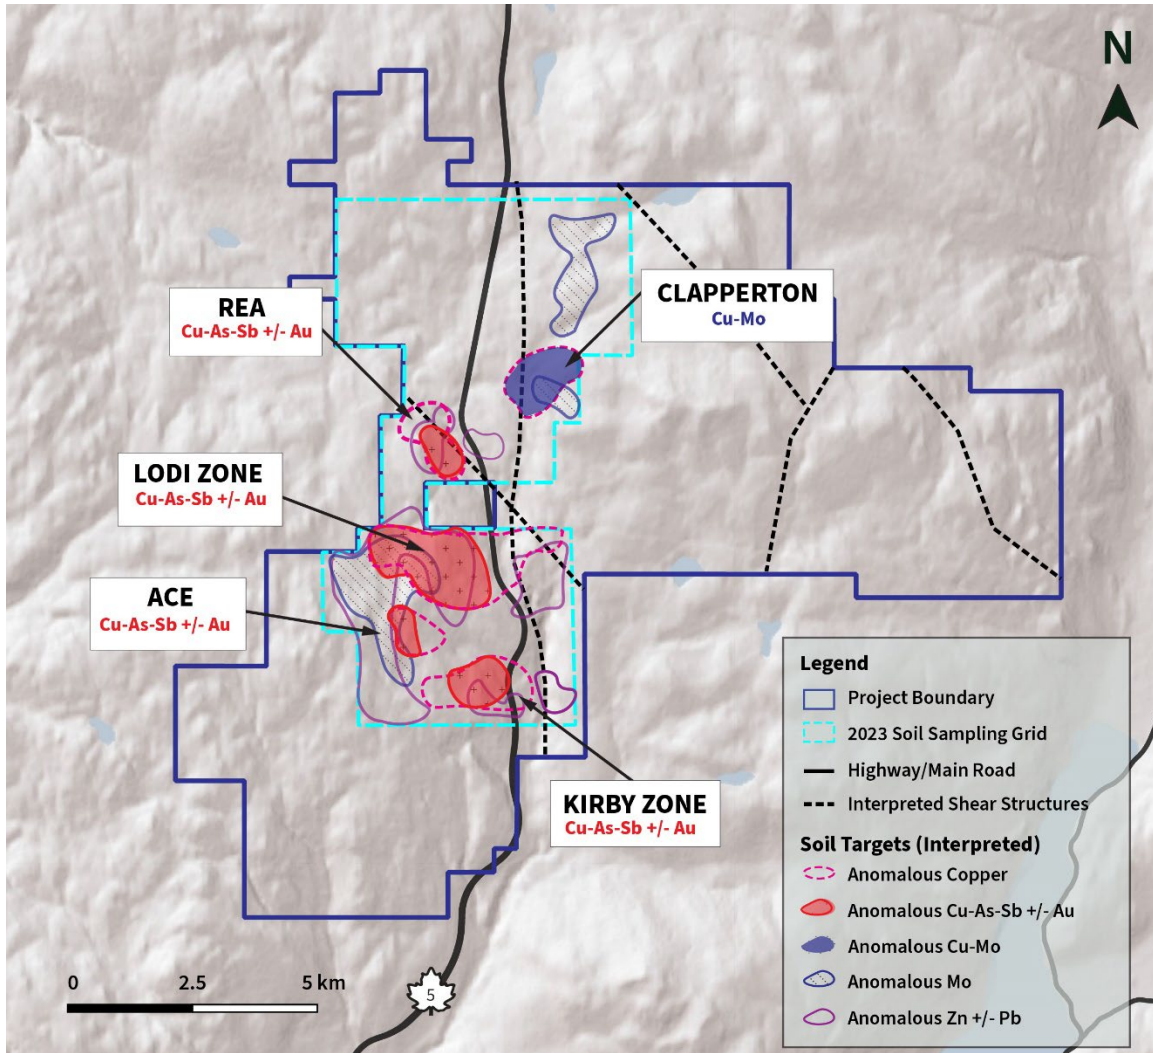 N
REA
Cu-As-Sb +/- Au
CLAPPERTON
Cu-Mo
LODI ZONE
Cu-As-Sb +/- Au
ACE
Cu-As-Sb +/- Au
KIRBY ZONE
Cu-As-Sb +/- Au
Legend
Project Boundary
2023 Soil Sampling Grid
Highway/Main Road
Interpreted Shear Structures
Soil Targets (Interpreted)
Anomalous Copper
Anomalous Cu-As-Sb +/- Au
Anomalous Cu-Mo
Anomalous Mo
Anomalous Zn +/- Pb
0 2.5 5 km
5